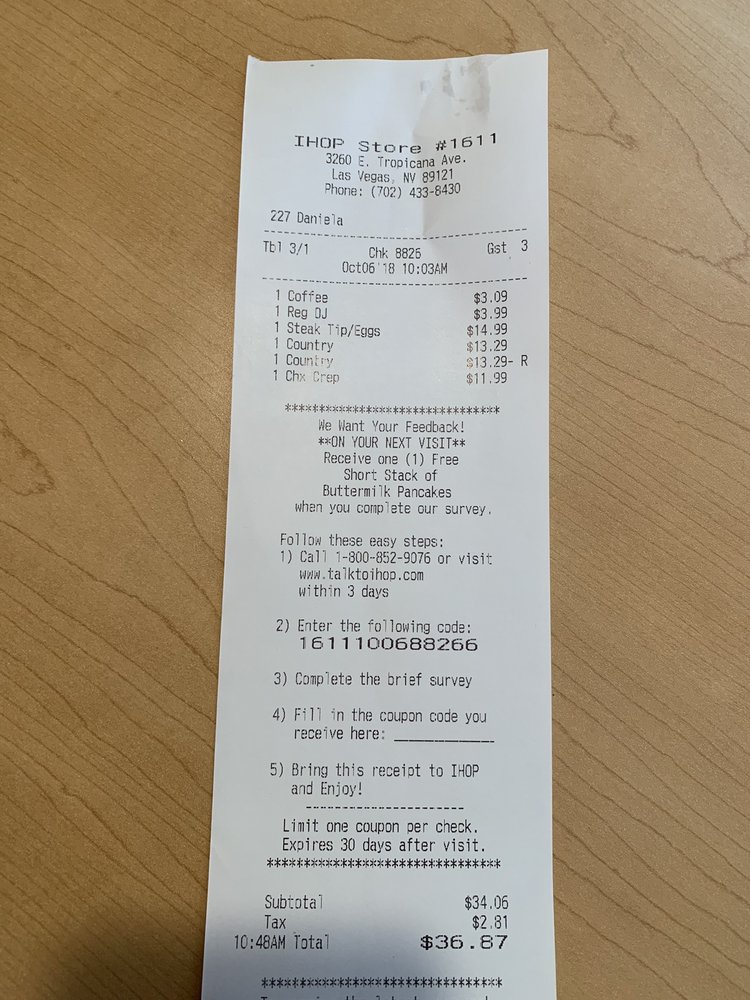 IHOP Store #1611
3260 E. Tropicana Ave.
Las Vegas, NV 89121
Phone: (702) 433-8430
227 Daniela
Tbl 3/1 Chk 8826 Gst 3
Oct06'18 10:03AM
1 Coffee $3.09
1 Reg OJ $3.99
1 Steak Tip/Eggs $14.99
1 Country $13.29
1 Country $13.29- R
1 Chx Crep $11.99
******************************
We Want Your Feedback!
**ON YOUR NEXT VISIT**
Receive one (1) Free
Short Stack of
Buttermilk Pancakes
when you complete our survey.
Follow these easy steps:
1) Call 1-800-852-9076 or visit
www.talktoihop.com
within 3 days
2) Enter the following code:
1611100688266
3) Complete the brief survey
4) Fill in the coupon code you
receive here: ____________
5) Bring this receipt to IHOP
and Enjoy!
-----------------------
Limit one coupon per check.
Expires 30 days after visit.
******************************
Subtotal $34.06
Tax $2.81
10:48AM Total $36.87
******************************